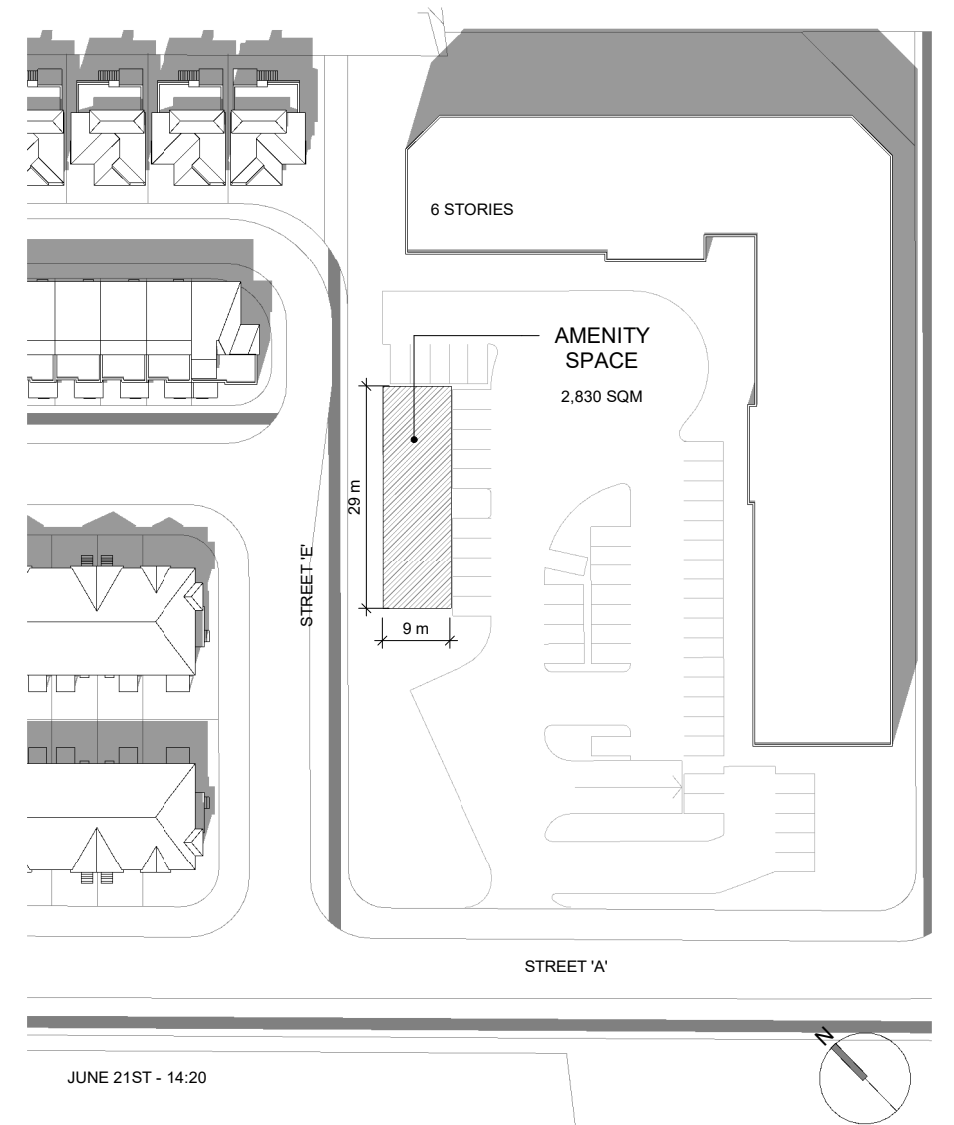 6 STORIES
AMENITY
SPACE
2,830 SQM
29 m
STREET 'E'
9 m
STREET 'A'
N
JUNE 21ST - 14:20